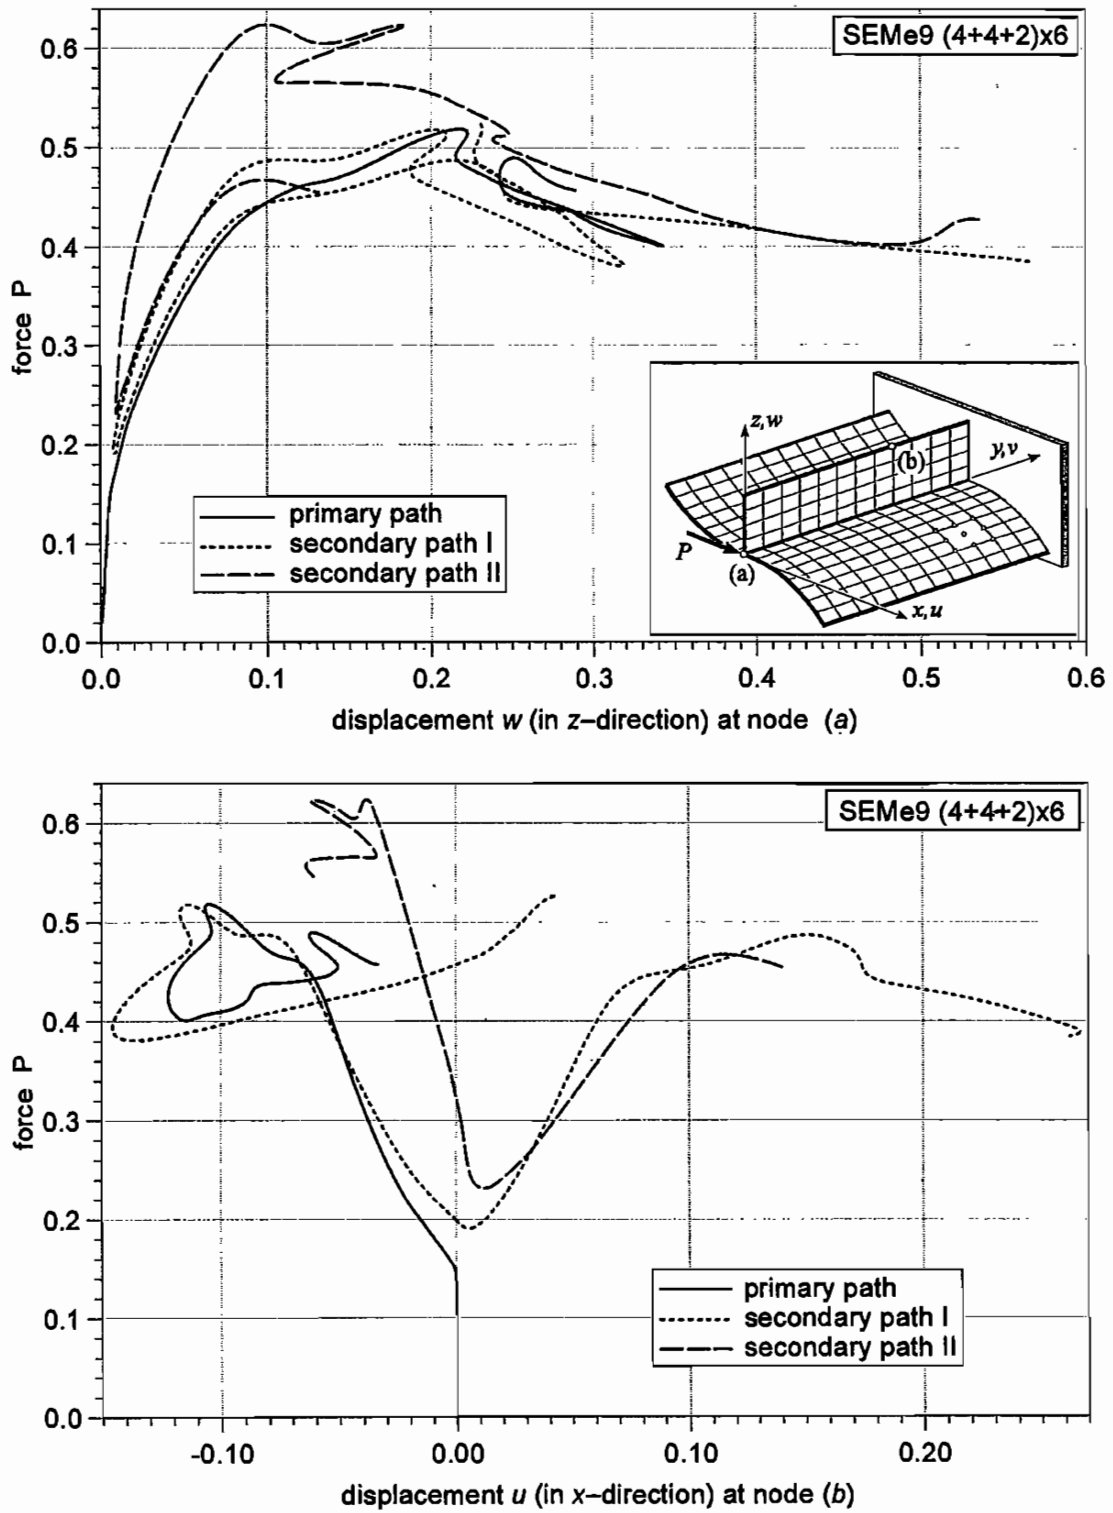 SEMe9 (4+4+2)x6
0.6
0.5
0.4
0.3
0.2
0.1
0.0
force P
primary path
secondary path I
secondary path II
z,w
y,v
(b)
P
(a)
x,u
0.0 0.1 0.2 0.3 0.4 0.5 0.6
displacement w (in z–direction) at node (a)
SEMe9 (4+4+2)x6
0.6
0.5
0.4
0.3
0.2
0.1
0.0
force P
primary path
secondary path I
secondary path II
-0.10 0.00 0.10 0.20
displacement u (in x–direction) at node (b)